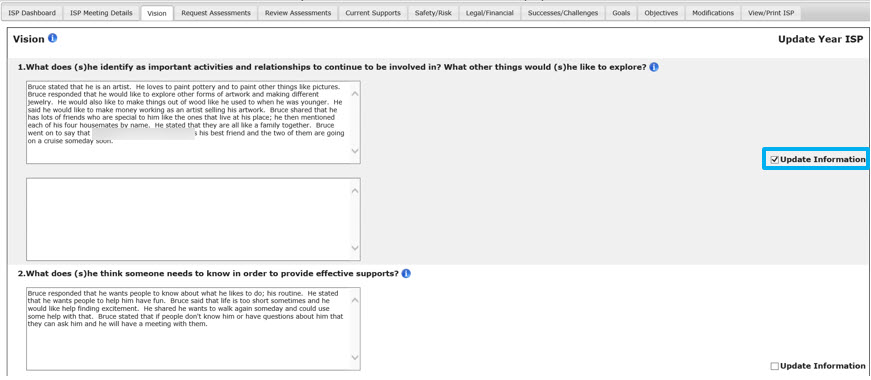 ISP Dashboard ISP Meeting Details Vision Request Assessments Review Assessments Current Supports Safety/Risk Legal/Financial Successes/Challenges Goals Objectives Modifications View/Print ISP
Vision Update Year ISP
1.What does (s)he identify as important activities and relationships to continue to be involved in? What other things would (s)he like to explore?
Bruce stated that he is an artist. He loves to paint pottery and to paint other things like pictures.
Bruce responded that he would like to explore other forms of artwork and making different
jewelry. He would also like to make things out of wood like he used to when he was younger. He
said he would like to make money working as an artist selling his artwork. Bruce shared that he
has lots of friends who are special to him like the ones that live at his place; he then mentioned
each of his four housemates by name. He stated that they are all like a family together. Bruce
went on to say that s his best friend and the two of them are going
on a cruise someday soon.
Update Information
2.What does (s)he think someone needs to know in order to provide effective supports?
Bruce responded that he wants people to know about what he likes to do; his routine. He stated
that he wants people to help him have fun. Bruce said that life is too short sometimes and he
would like help finding excitement. He shared he wants to walk again someday and could use
some help with that. Bruce stated that if people don't know him or have questions about him that
they can ask him and he will have a meeting with them.
Update Information